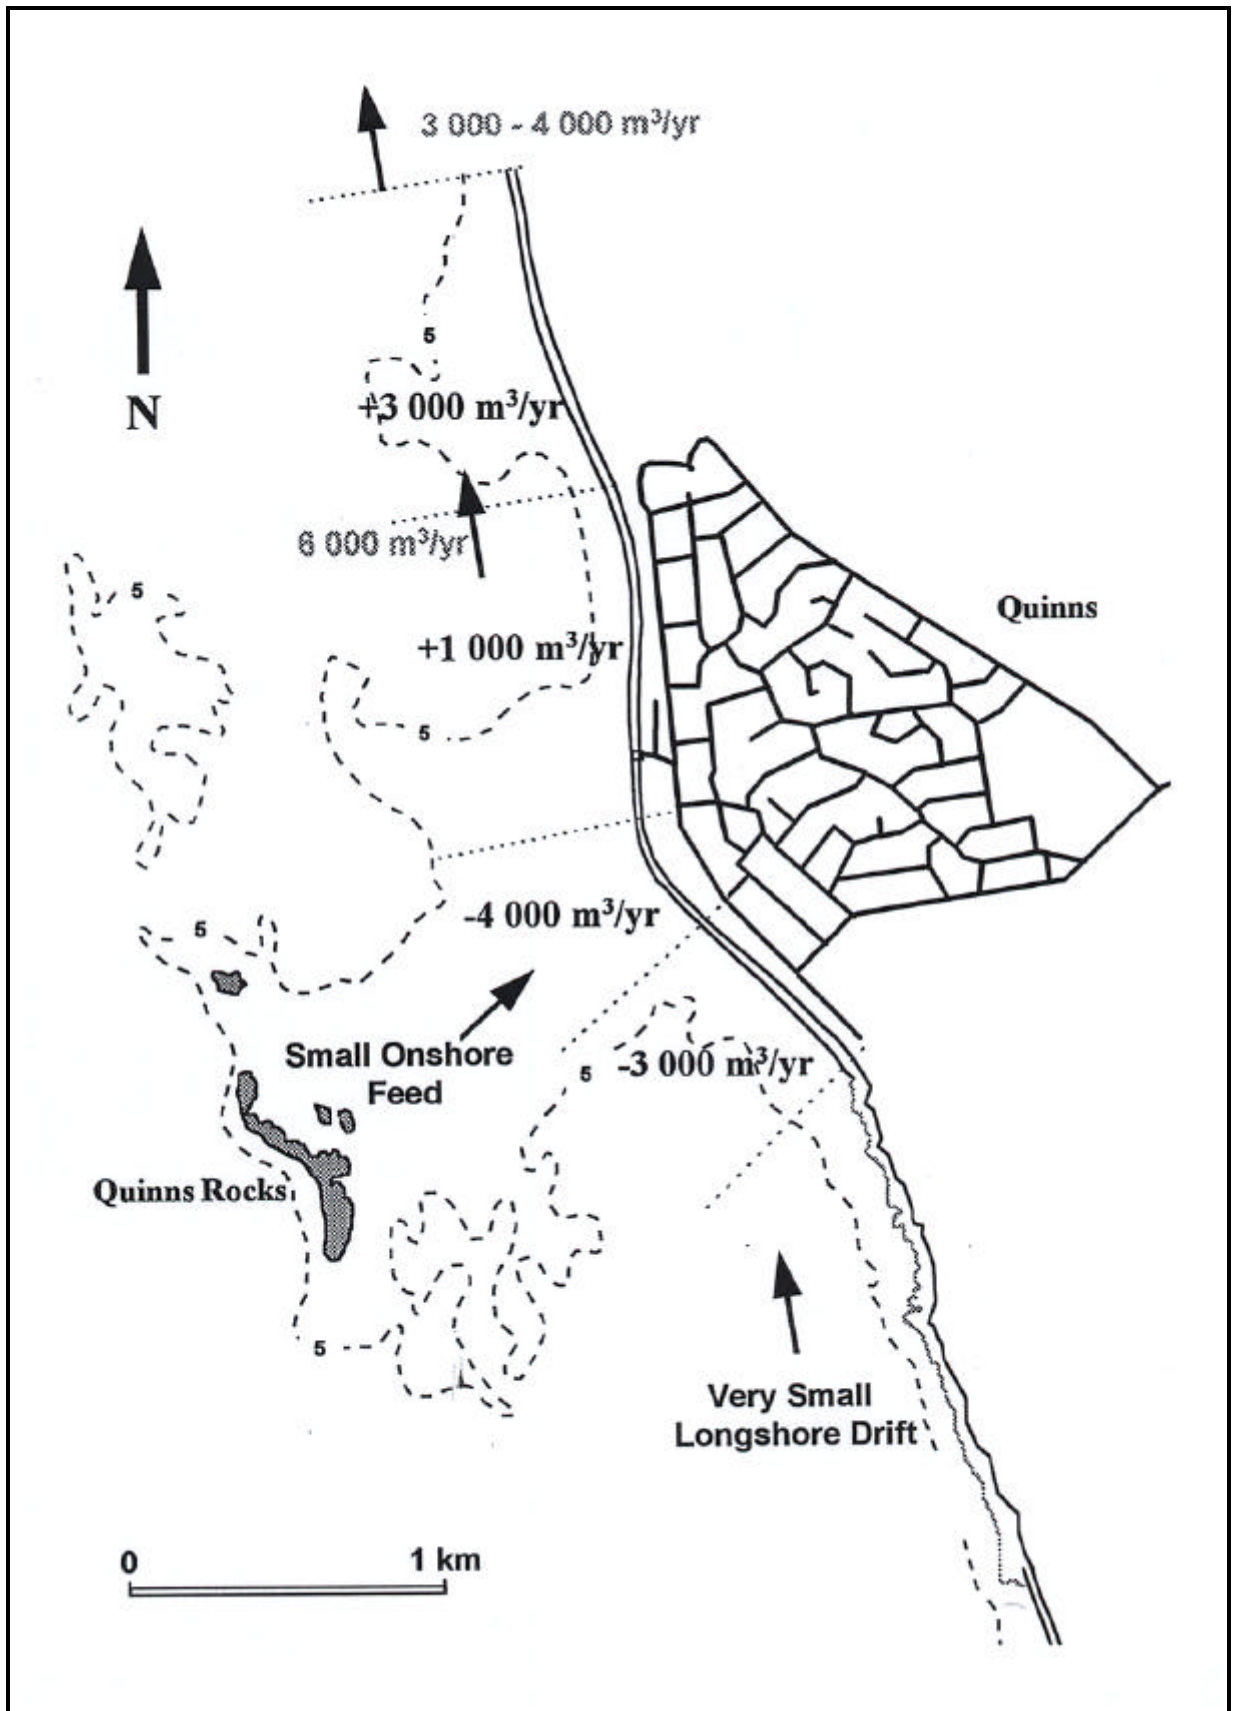 3 000 - 4 000 m³/yr
5
N
+3 000 m³/yr
6 000 m³/yr
5
Quinns
+1 000 m³/yr
5
-4 000 m³/yr
5
Small Onshore
Feed
5
-3 000 m³/yr
Quinns Rocks
5
Very Small
Longshore Drift
0
1 km